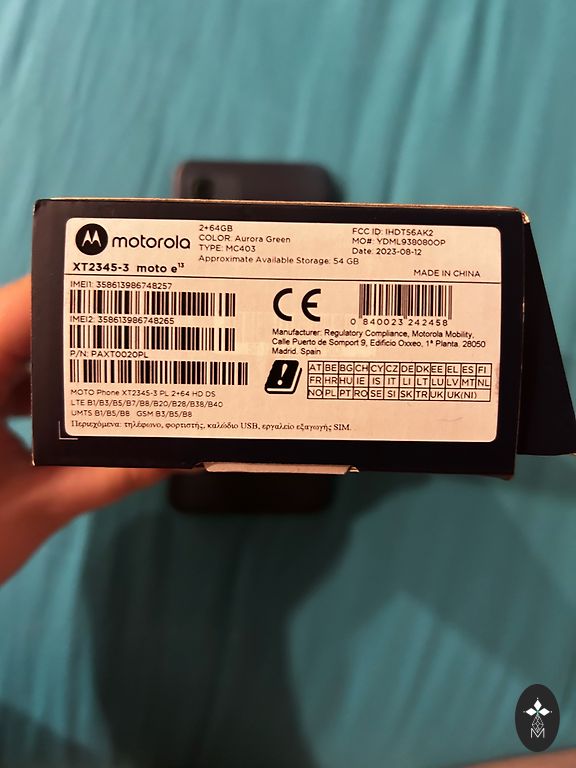 motorola
2+64GB
COLOR: Aurora Green
TYPE: MC403
Approximate Available Storage: 54 GB
FCC ID: IHDT56AK2
MO#: YDML938080OP
Date: 2023-08-12
XT2345-3 moto e¹³
MADE IN CHINA
IMEI1: 358613986748257
IMEI2: 358613986748265
P/N: PAXT0020PL
CE
0 840023 242458
Manufacturer: Regulatory Compliance, Motorola Mobility,
Calle Puerto de Somport 9, Edificio Oxxeo, 1ª Planta. 28050
Madrid. Spain
AT BE BG CH CY CZ DE DK EE EL ES FI
FR HR HU IE IS IT LI LT LU LV MT NL
NO PL PT RO SE SI SK TR UK UK(NI)
MOTO Phone XT2345-3 PL 2+64 HD DS
LTE B1/B3/B5/B7/B8/B20/B28/B38/B40
UMTS B1/B5/B8 GSM B3/B5/B8
Περιεχόμενα: τηλέφωνο, φορτιστής, καλώδιο USB, εργαλείο εξαγωγής SIM.
M